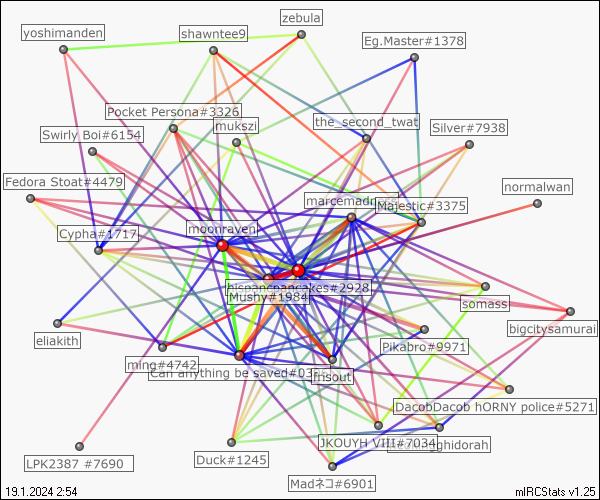 zebula
yoshimanden
shawntee9
Eg.Master#1378
Pocket Persona#3326
the_second_twat
mukszi
Silver#7938
Swirly Boi#6154
Fedora Stoat#4479
normalwan
marcemad
Majestic#3375
moonraven
Cypha#1717
hispancpancakes#2928
Mushy#1984
somass
bigcitysamurai
eliakith
Pikabro#9971
ming#4742
Can anything be saved#03
frisout
DacobDacob hORNY police#5271
JKOUYH VIII#7034
ghidorah
LPK2387 #7690
Duck#1245
Madネコ#6901
19.1.2024 2:54
mIRCStats v1.25